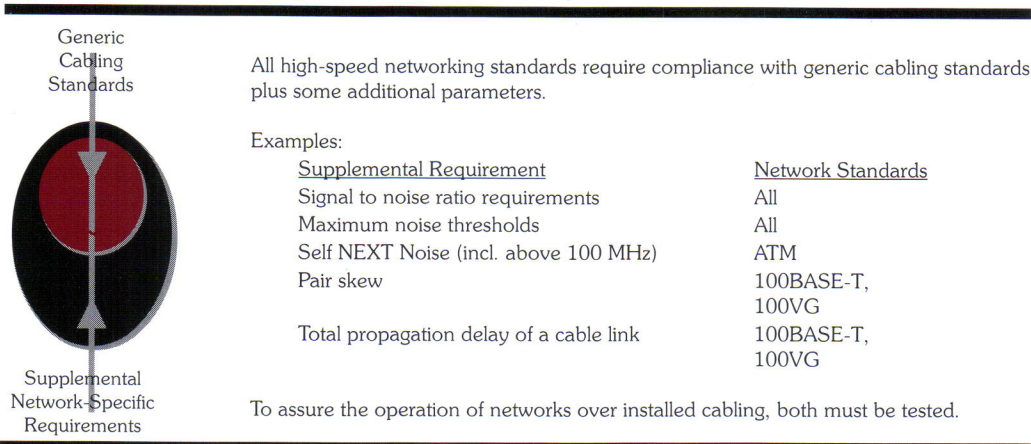 Generic
Cabling
Standards
All high-speed networking standards require compliance with generic cabling standards
plus some additional parameters.
Examples:
Supplemental Requirement Network Standards
Signal to noise ratio requirements All
Maximum noise thresholds All
Self NEXT Noise (incl. above 100 MHz) ATM
Pair skew 100BASE-T,
100VG
Total propagation delay of a cable link 100BASE-T,
100VG
Supplemental
Network-Specific
Requirements
To assure the operation of networks over installed cabling, both must be tested.